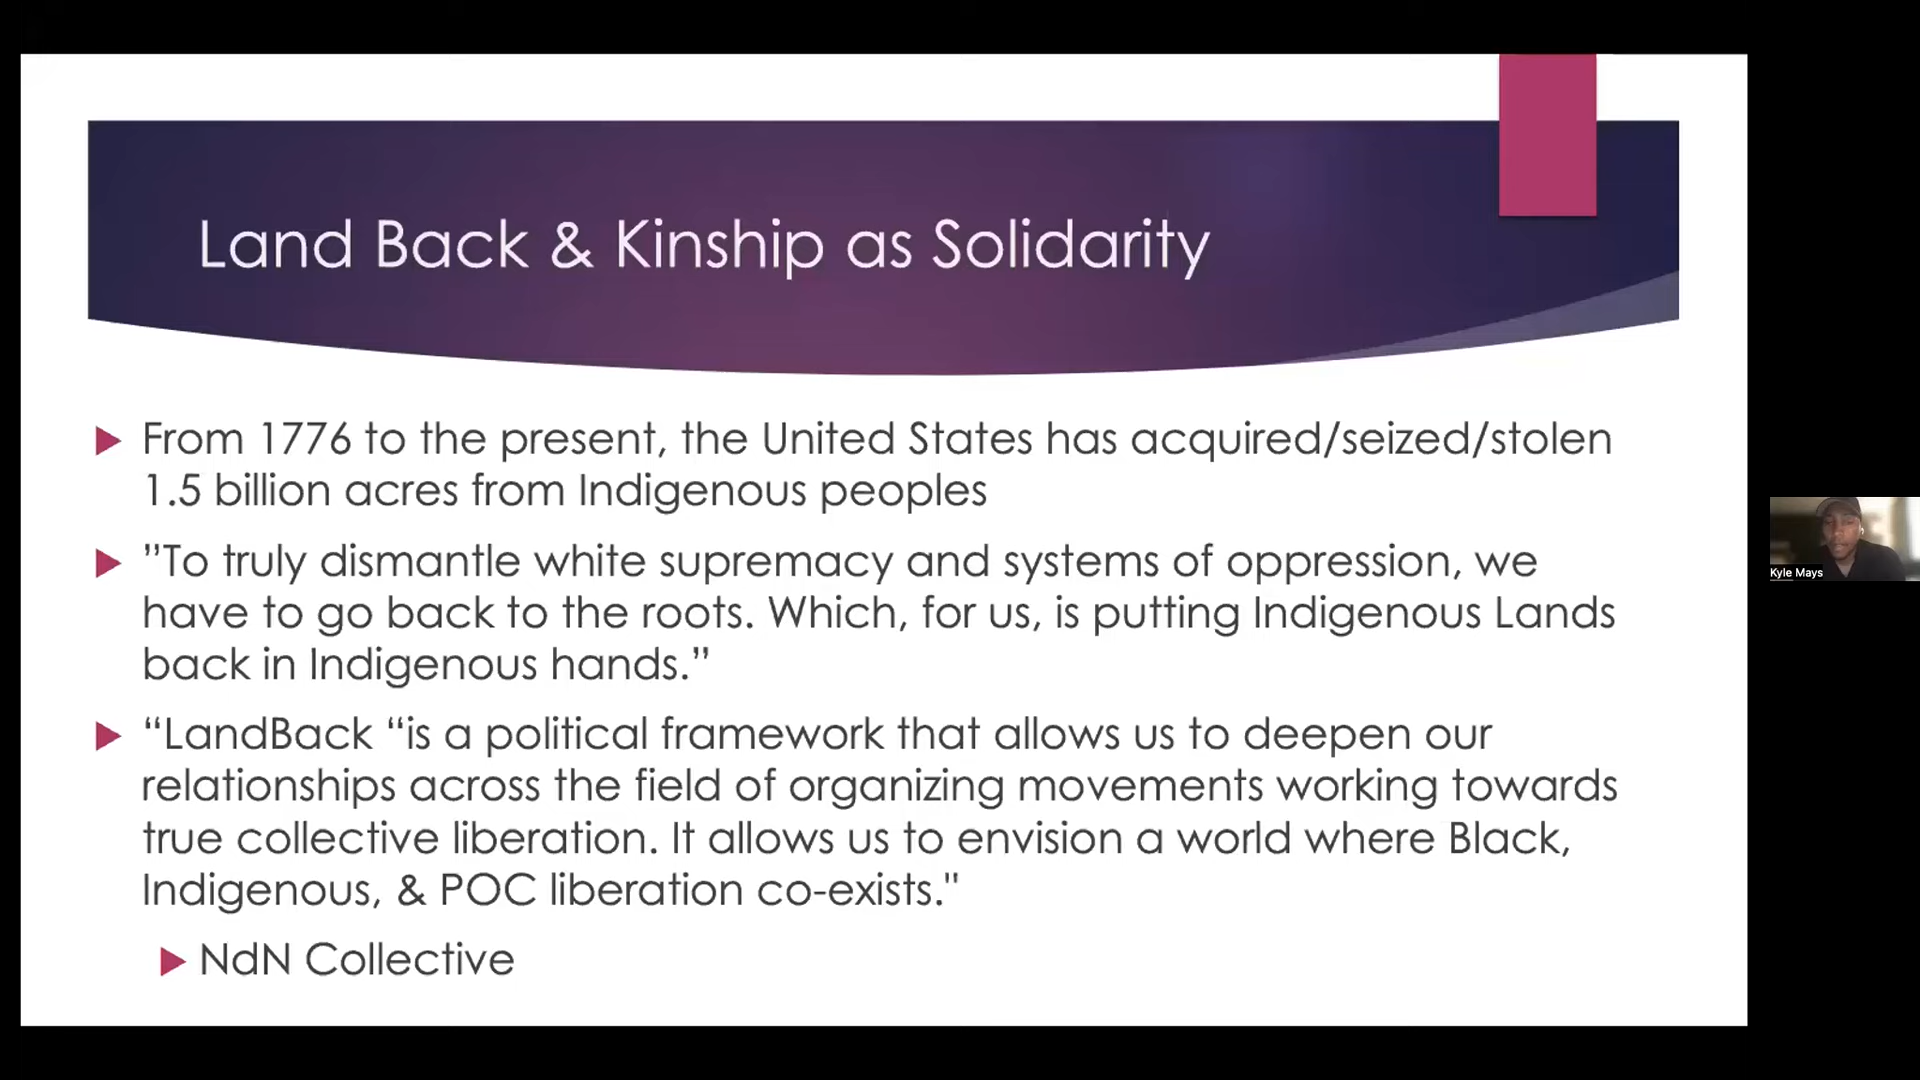 Land Back & Kinship as Solidarity
From 1776 to the present, the United States has acquired/seized/stolen
1.5 billion acres from Indigenous peoples
”To truly dismantle white supremacy and systems of oppression, we
have to go back to the roots. Which, for us, is putting Indigenous Lands
back in Indigenous hands.”
“LandBack “is a political framework that allows us to deepen our
relationships across the field of organizing movements working towards
true collective liberation. It allows us to envision a world where Black,
Indigenous, & POC liberation co-exists."
NdN Collective
Kyle Mays